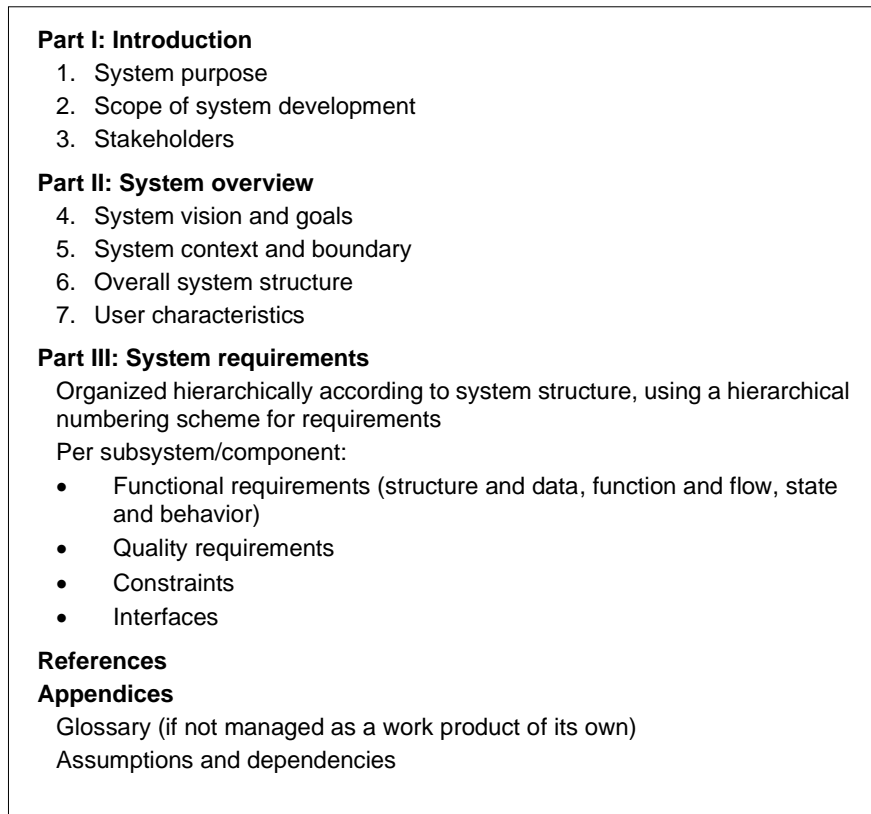 Part I: Introduction
1. System purpose
2. Scope of system development
3. Stakeholders
Part II: System overview
4. System vision and goals
5. System context and boundary
6. Overall system structure
7. User characteristics
Part III: System requirements
Organized hierarchically according to system structure, using a hierarchical
numbering scheme for requirements
Per subsystem/component:
• Functional requirements (structure and data, function and flow, state
and behavior)
• Quality requirements
• Constraints
• Interfaces
References
Appendices
Glossary (if not managed as a work product of its own)
Assumptions and dependencies